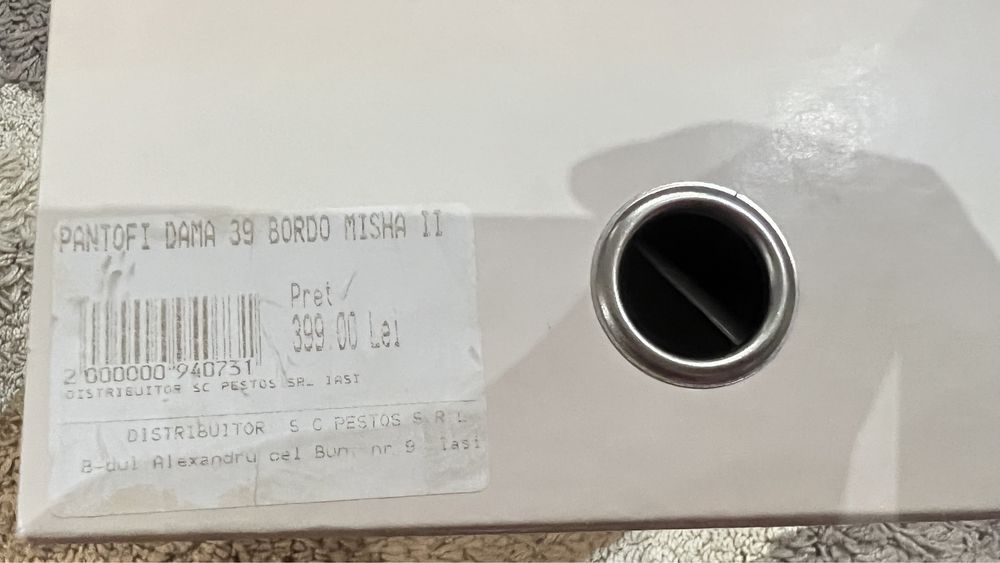 PANTOFI DAMA 39 BORDO MISHA II
Pret
399.00 Lei
2 000000 940731
DISTRIBUITOR SC PESTOS SRL IASI
DISTRIBUITOR S C PESTOS S R L
B-dul Alexandru cel Bun, nr 9 Iasi